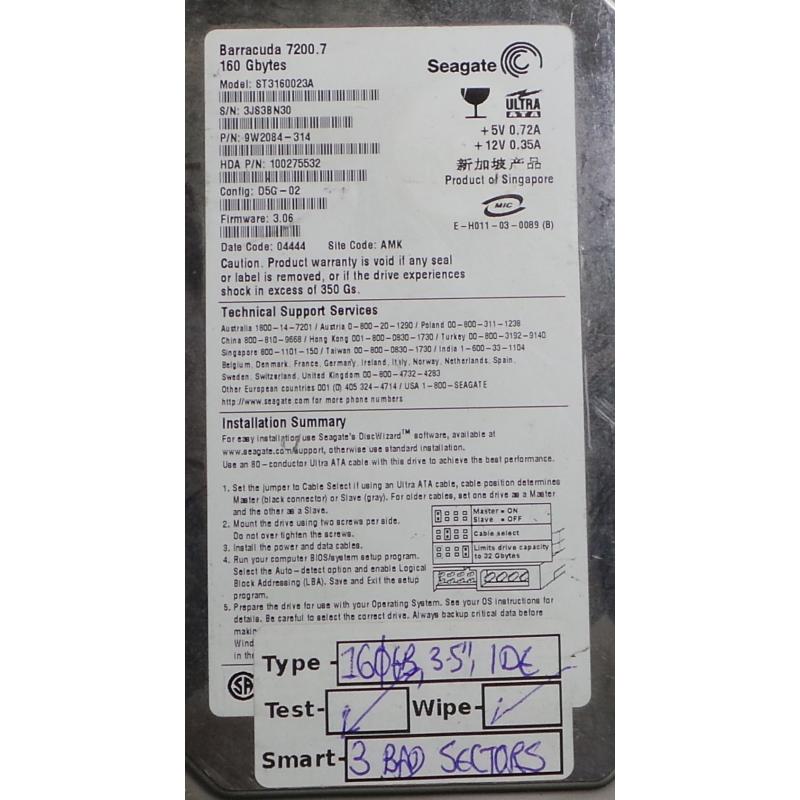 Barracuda 7200.7
160 Gbytes
Seagate
Model: ST3160023A
S/N: 3JS3BN30
ULTRA
ATA
P/N: 9W2084-314
+5V 0.72A
+12V 0.35A
HDA P/N: 100275532
新加坡产品
Product of Singapore
Config: D5G-02
MIC
Firmware: 3.06
E-H011-03-0089 (B)
Date Code: 04444 Site Code: AMK
Caution. Product warranty is void if any seal
or label is removed, or if the drive experiences
shock in excess of 350 Gs.
Technical Support Services
Australia 1800-14-7201 / Austria 0-800-20-1290 / Poland 00-800-311-1238
China 800-810-9668 / Hong Kong 001-800-0830-1730 / Turkey 00-800-3192-9140
Singapore 800-1101-150 / Taiwan 00-800-0830-1730 / India 1-600-33-1104
Belgium, Denmark, France, Germany, Ireland, Italy, Norway, Netherlands, Spain,
Sweden, Switzerland, United Kingdom 00-800-4732-4283
Other European countries 001 (0) 405 324-4714 / USA 1-800-SEAGATE
http://www.seagate.com for more phone numbers
Installation Summary
For easy installation use Seagate's DiscWizard™ software, available at
www.seagate.com/support, otherwise use standard installation.
Use an 80-conductor Ultra ATA cable with this drive to achieve the best performance.
1. Set the jumper to Cable Select if using an Ultra ATA cable, cable position determines
Master (black connector) or Slave (gray). For older cables, set one drive as a Master
and the other as a Slave.
2. Mount the drive using two screws per side.
Do not over tighten the screws.
3. Install the power and data cables.
4. Run your computer BIOS/system setup program.
Select the Auto-detect option and enable Logical
Block Addressing (LBA). Save and Exit the setup
program.
Master = ON
Slave = OFF
Cable select
Limits drive capacity
to 32 Gbytes
5. Prepare the drive for use with your Operating System. See your OS instructions for
details. Be careful to select the correct drive. Always backup critical data before
Wind
in the
Type - 160GB, 3.5", IDE
Test- Wipe-
Smart- 3 BAD SECTORS